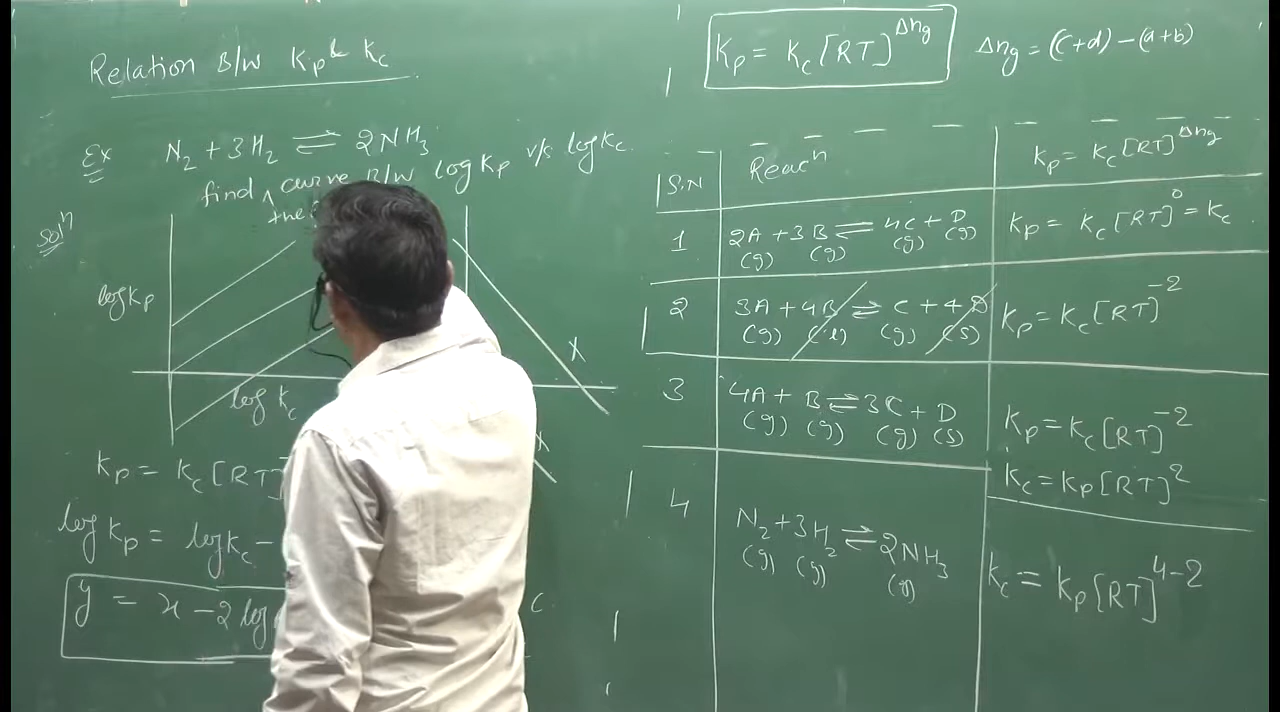 Relation B/W Kp & Kc
Ex N₂ + 3H₂ ⇌ 2NH₃
find ^ curve B/W log Kp v/s log Kc
the
Solⁿ
log Kp
log Kc
X
X
Kp = Kc [RT]
log Kp = log Kc -
y = x - 2 log
C
Kp = Kc [RT]^Δng
Δng = (c+d) - (a+b)
S.N Reacⁿ Kp = Kc [RT]^Δng
1 2A + 3B ⇌ 4C + D Kp = Kc [RT]^0 = Kc
(g) (g) (g) (g)
2 3A + 4B ⇌ C + 4D Kp = Kc [RT]^-2
(g) (l) (g) (s)
3 4A + B ⇌ 3C + D Kp = Kc [RT]^-2
(g) (g) (g) (s) Kc = Kp [RT]^2
4 N₂ + 3H₂ ⇌ 2NH₃ Kc = Kp [RT]^4-2
(g) (g) (g)